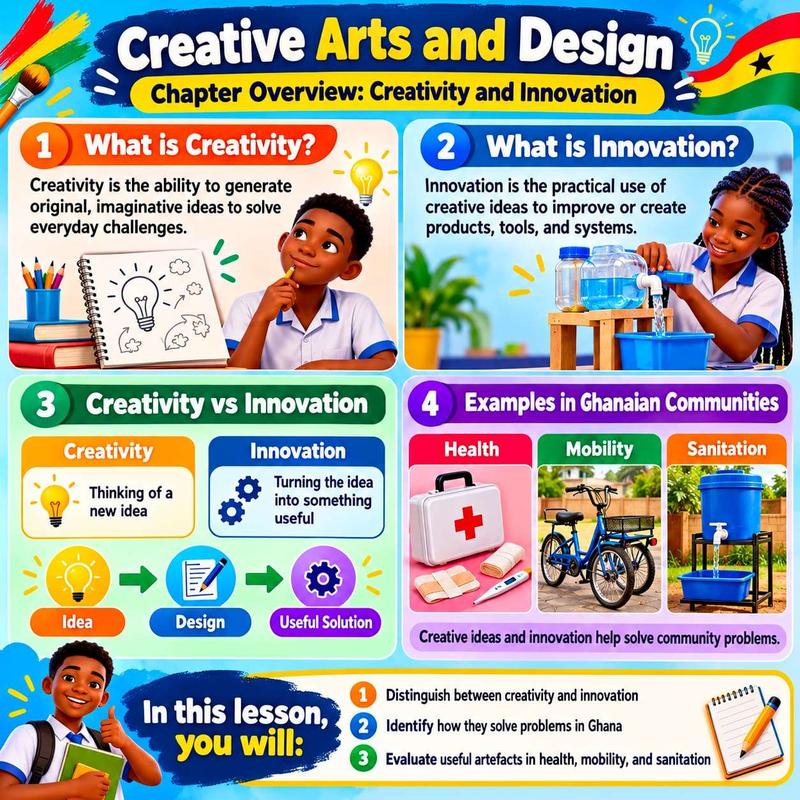 Creative Arts and Design
Chapter Overview: Creativity and Innovation
1 What is Creativity?
Creativity is the ability to generate
original, imaginative ideas to solve
everyday challenges.
2 What is Innovation?
Innovation is the practical use of
creative ideas to improve or create
products, tools, and systems.
3 Creativity vs Innovation
Creativity
Thinking of a
new idea
Innovation
Turning the idea
into something
useful
Idea
Design
Useful Solution
4 Examples in Ghanaian Communities
Health
Mobility
Sanitation
Creative ideas and innovation help solve community problems.
In this lesson,
you will:
1 Distinguish between creativity and innovation
2 Identify how they solve problems in Ghana
3 Evaluate useful artefacts in health, mobility, and sanitation